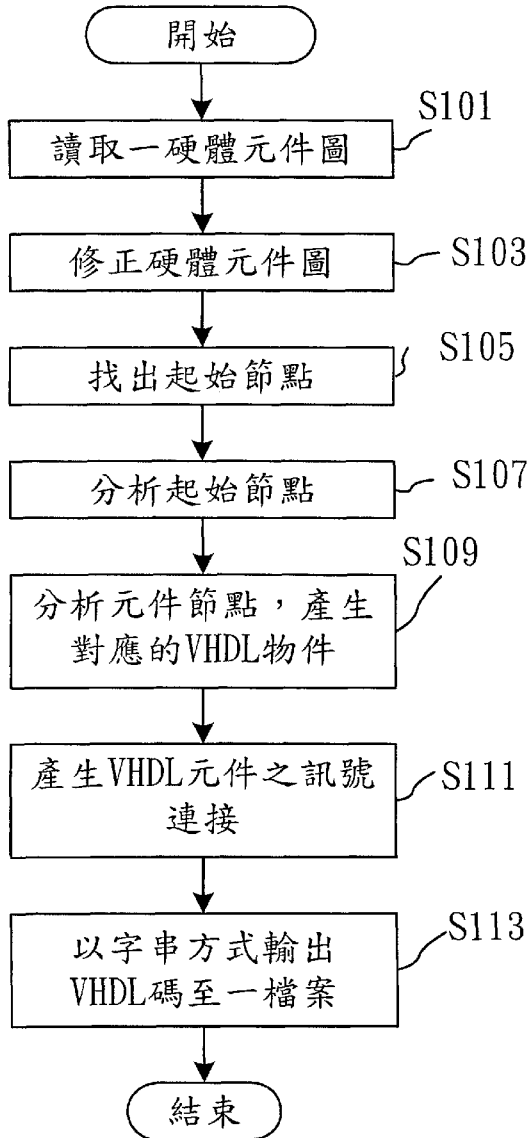 開始
S101
讀取一硬體元件圖
S103
修正硬體元件圖
S105
找出起始節點
S107
分析起始節點
S109
分析元件節點，產生
對應的VHDL物件
產生VHDL元件之訊號
連接
S111
以字串方式輸出
VHDL碼至一檔案
S113
結束